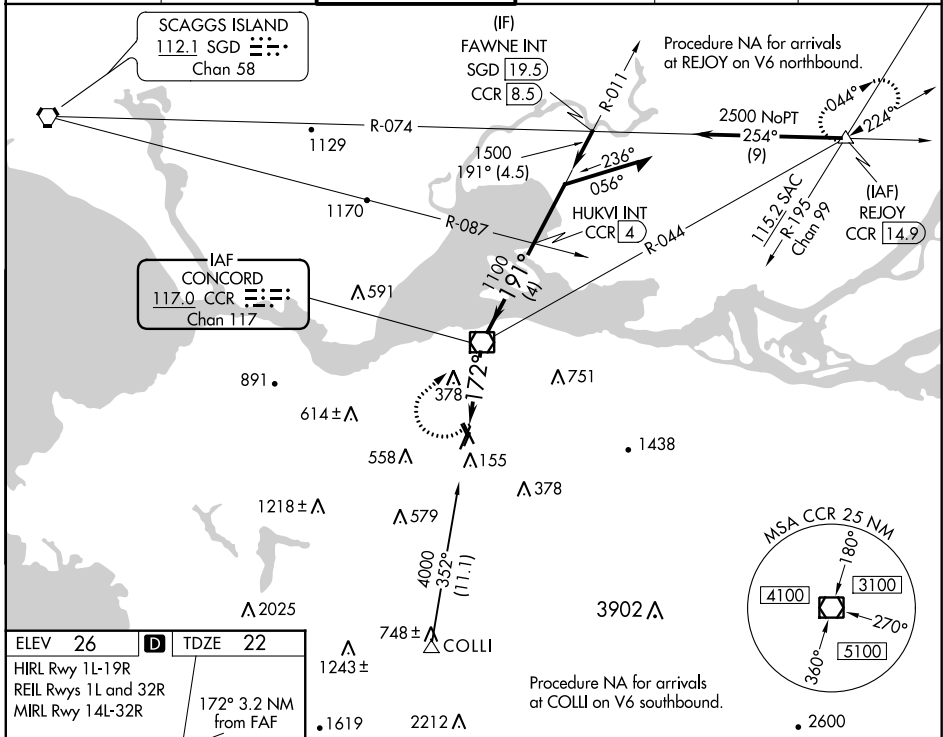 SCAGGS ISLAND
112.1 SGD
Chan 58
(IF)
FAWNE INT
SGD 19.5
CCR 8.5
R-011
Procedure NA for arrivals
at REJOY on V6 northbound.
044°
224°
2500 NoPT
254°
(9)
R-074
1129
1500
191° (4.5)
236°
056°
(IAF)
REJOY
CCR 14.9
115.2 SAC
R-195
Chan 99
1170
R-087
HUKVI INT
CCR 4
R-044
IAF
CONCORD
117.0 CCR
Chan 117
591
1100
191°
(4)
172°
891
378
751
614±
558
155
1438
378
1218±
579
4000
352°
(11.1)
MSA CCR 25 NM
180°
4100
3100
270°
5100
360°
2025
3902
748±
COLLI
1243±
ELEV 26
D
TDZE 22
HIRL Rwy 1L-19R
REIL Rwys 1L and 32R
MIRL Rwy 14L-32R
172° 3.2 NM
from FAF
1619
2212
Procedure NA for arrivals
at COLLI on V6 southbound.
2600